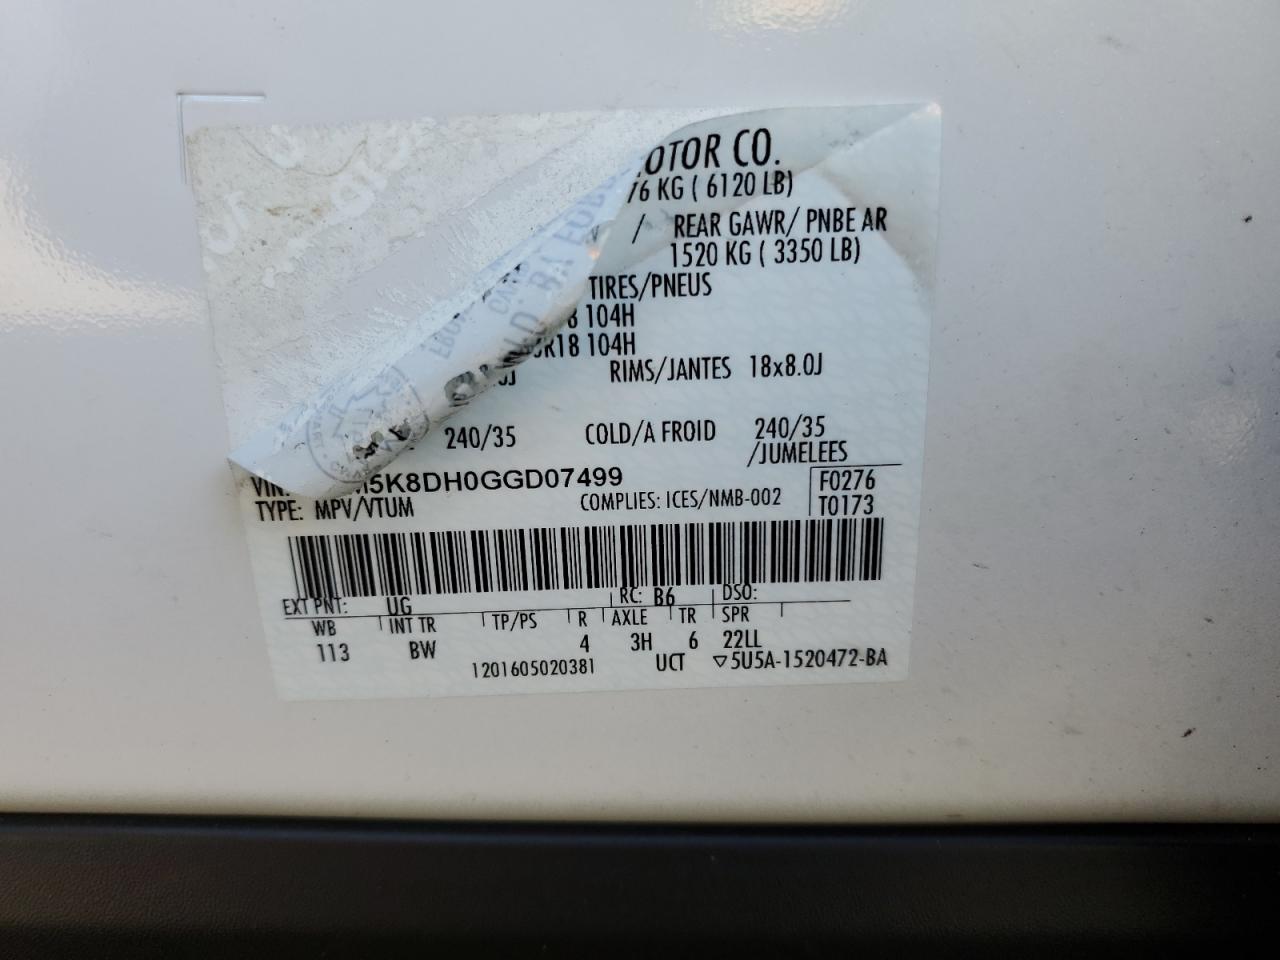 OTOR CO.
76 KG ( 6120 LB)
/ REAR GAWR/ PNBE AR
1520 KG ( 3350 LB)
TIRES/PNEUS
8 104H
R18 104H
RIMS/JANTES 18x8.0J
240/35 COLD/A FROID 240/35
/JUMELEES
VIN: M5K8DH0GGD07499
F0276
TYPE: MPV/VTUM COMPLIES: ICES/NMB-002 T0173
EXT PNT: UG RC: B6 DSO:
WB INT TR TP/PS R AXLE TR SPR
113 BW 4 3H 6 22LL
1201605020381 UCT ▽5U5A-1520472-BA